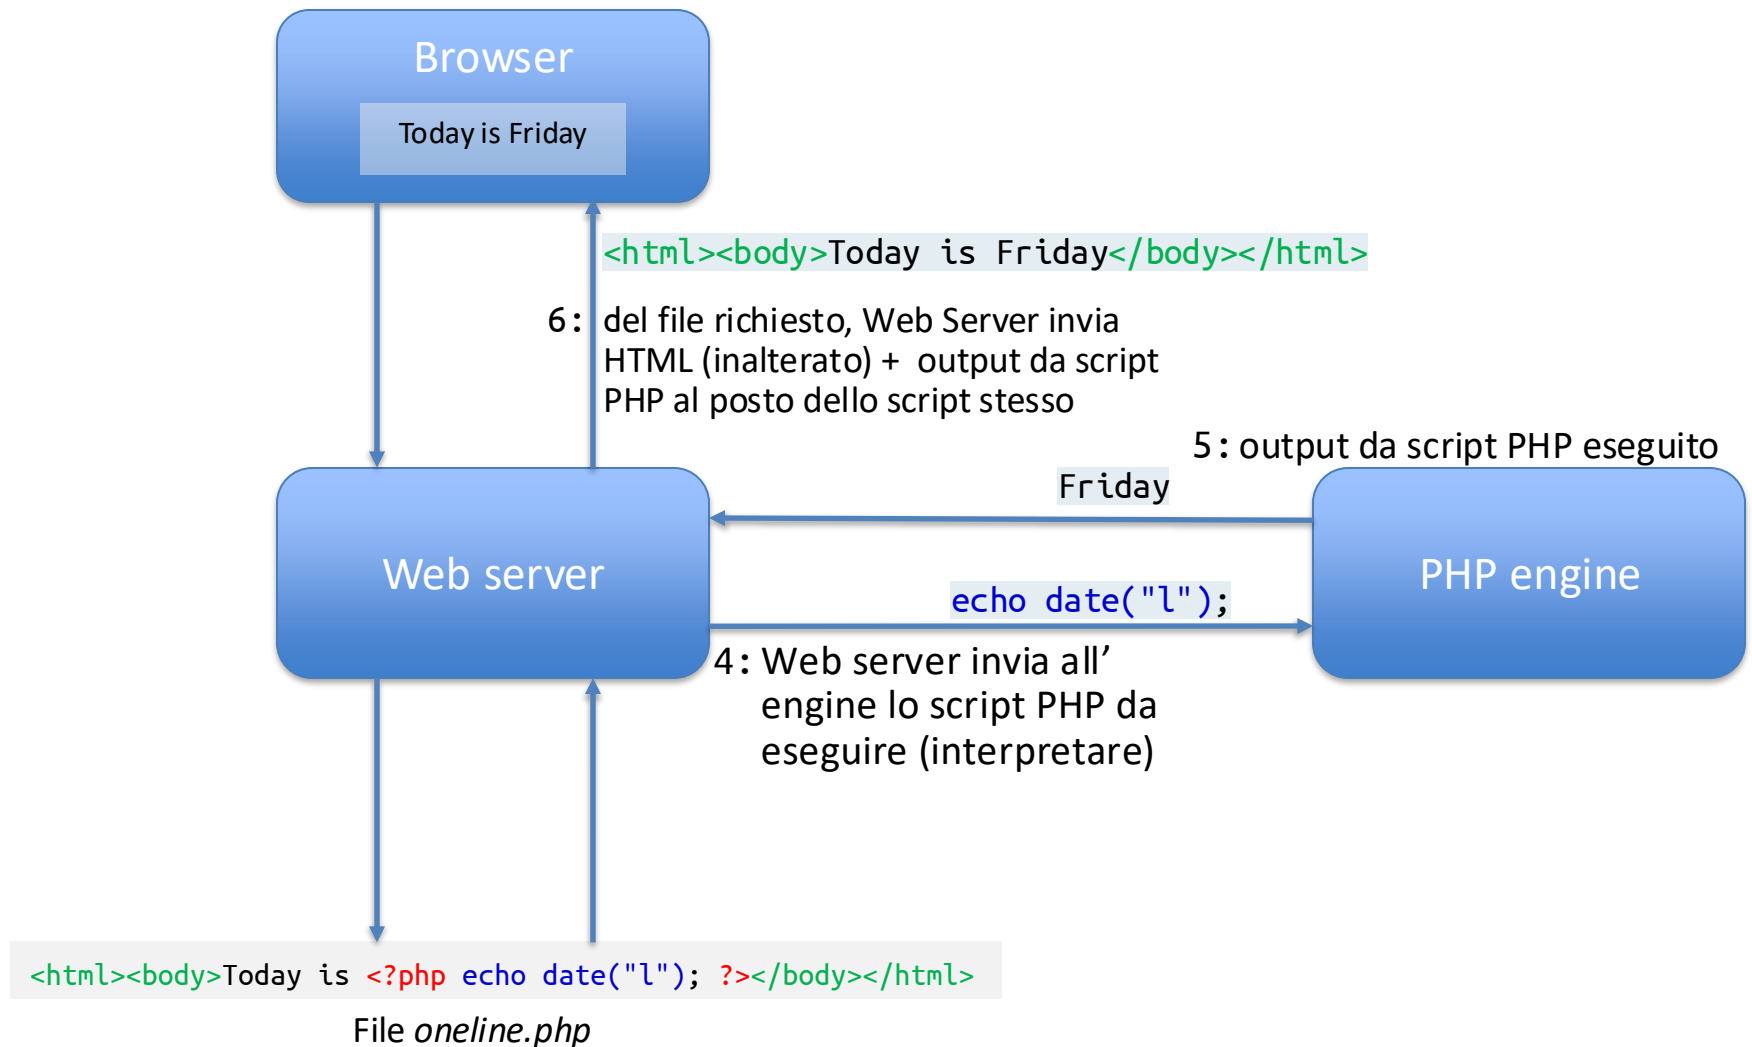 Browser
Today is Friday
<html><body>Today is Friday</body></html>
6: del file richiesto, Web Server invia
HTML (inalterato) + output da script
PHP al posto dello script stesso
5: output da script PHP eseguito
Friday
Web server
PHP engine
echo date("l");
4: Web server invia all’
engine lo script PHP da
eseguire (interpretare)
<html><body>Today is <?php echo date("l"); ?></body></html>
File oneline.php